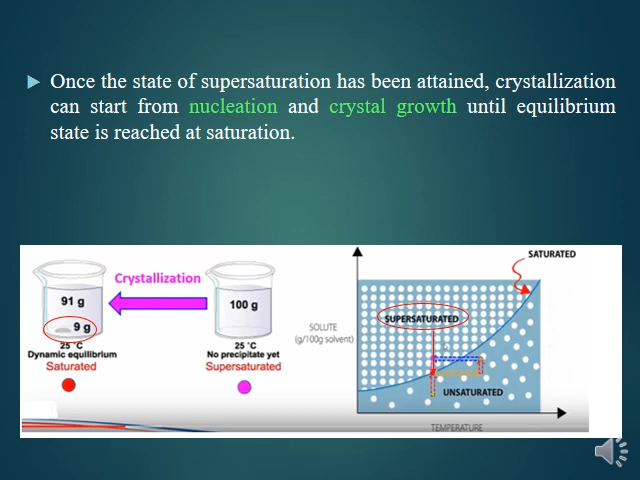 Once the state of supersaturation has been attained, crystallization
can start from nucleation and crystal growth until equilibrium
state is reached at saturation.
Crystallization
91 g
9 g
25 °C
Dynamic equilibrium
Saturated
100 g
25 °C
No precipitate yet
Supersaturated
SATURATED
SUPERSATURATED
SOLUTE
(g/100g solvent)
UNSATURATED
TEMPERATURE